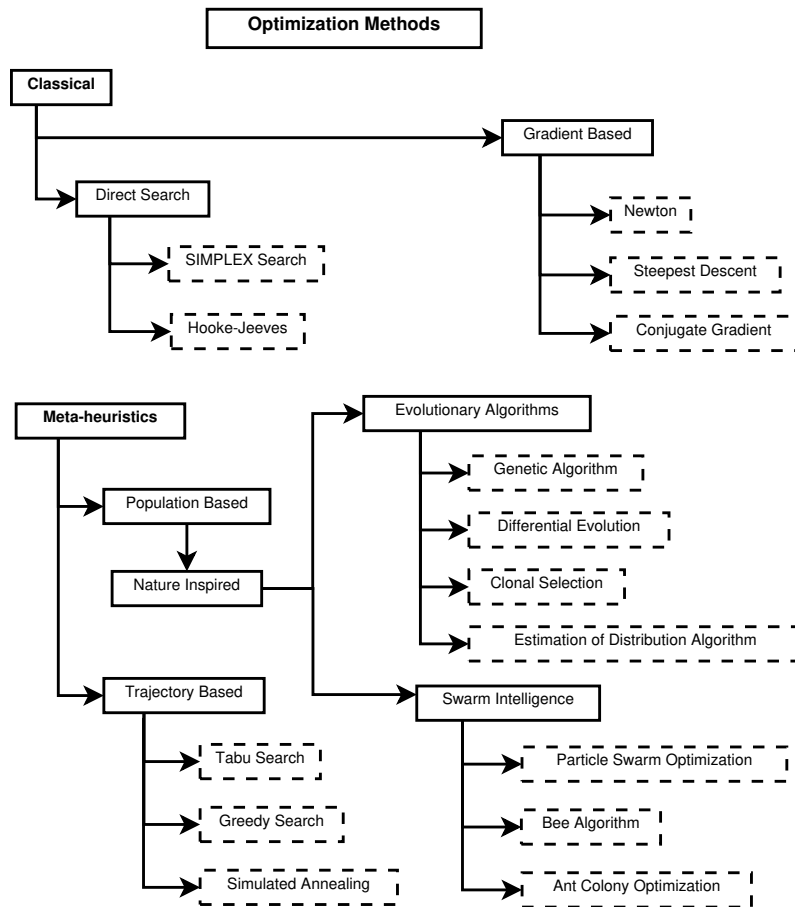 Optimization Methods
Classical
Gradient Based
Direct Search
Newton
SIMPLEX Search
Steepest Descent
Hooke-Jeeves
Conjugate Gradient
Meta-heuristics
Evolutionary Algorithms
Genetic Algorithm
Population Based
Differential Evolution
Nature Inspired
Clonal Selection
Estimation of Distribution Algorithm
Trajectory Based
Swarm Intelligence
Tabu Search
Particle Swarm Optimization
Greedy Search
Bee Algorithm
Simulated Annealing
Ant Colony Optimization